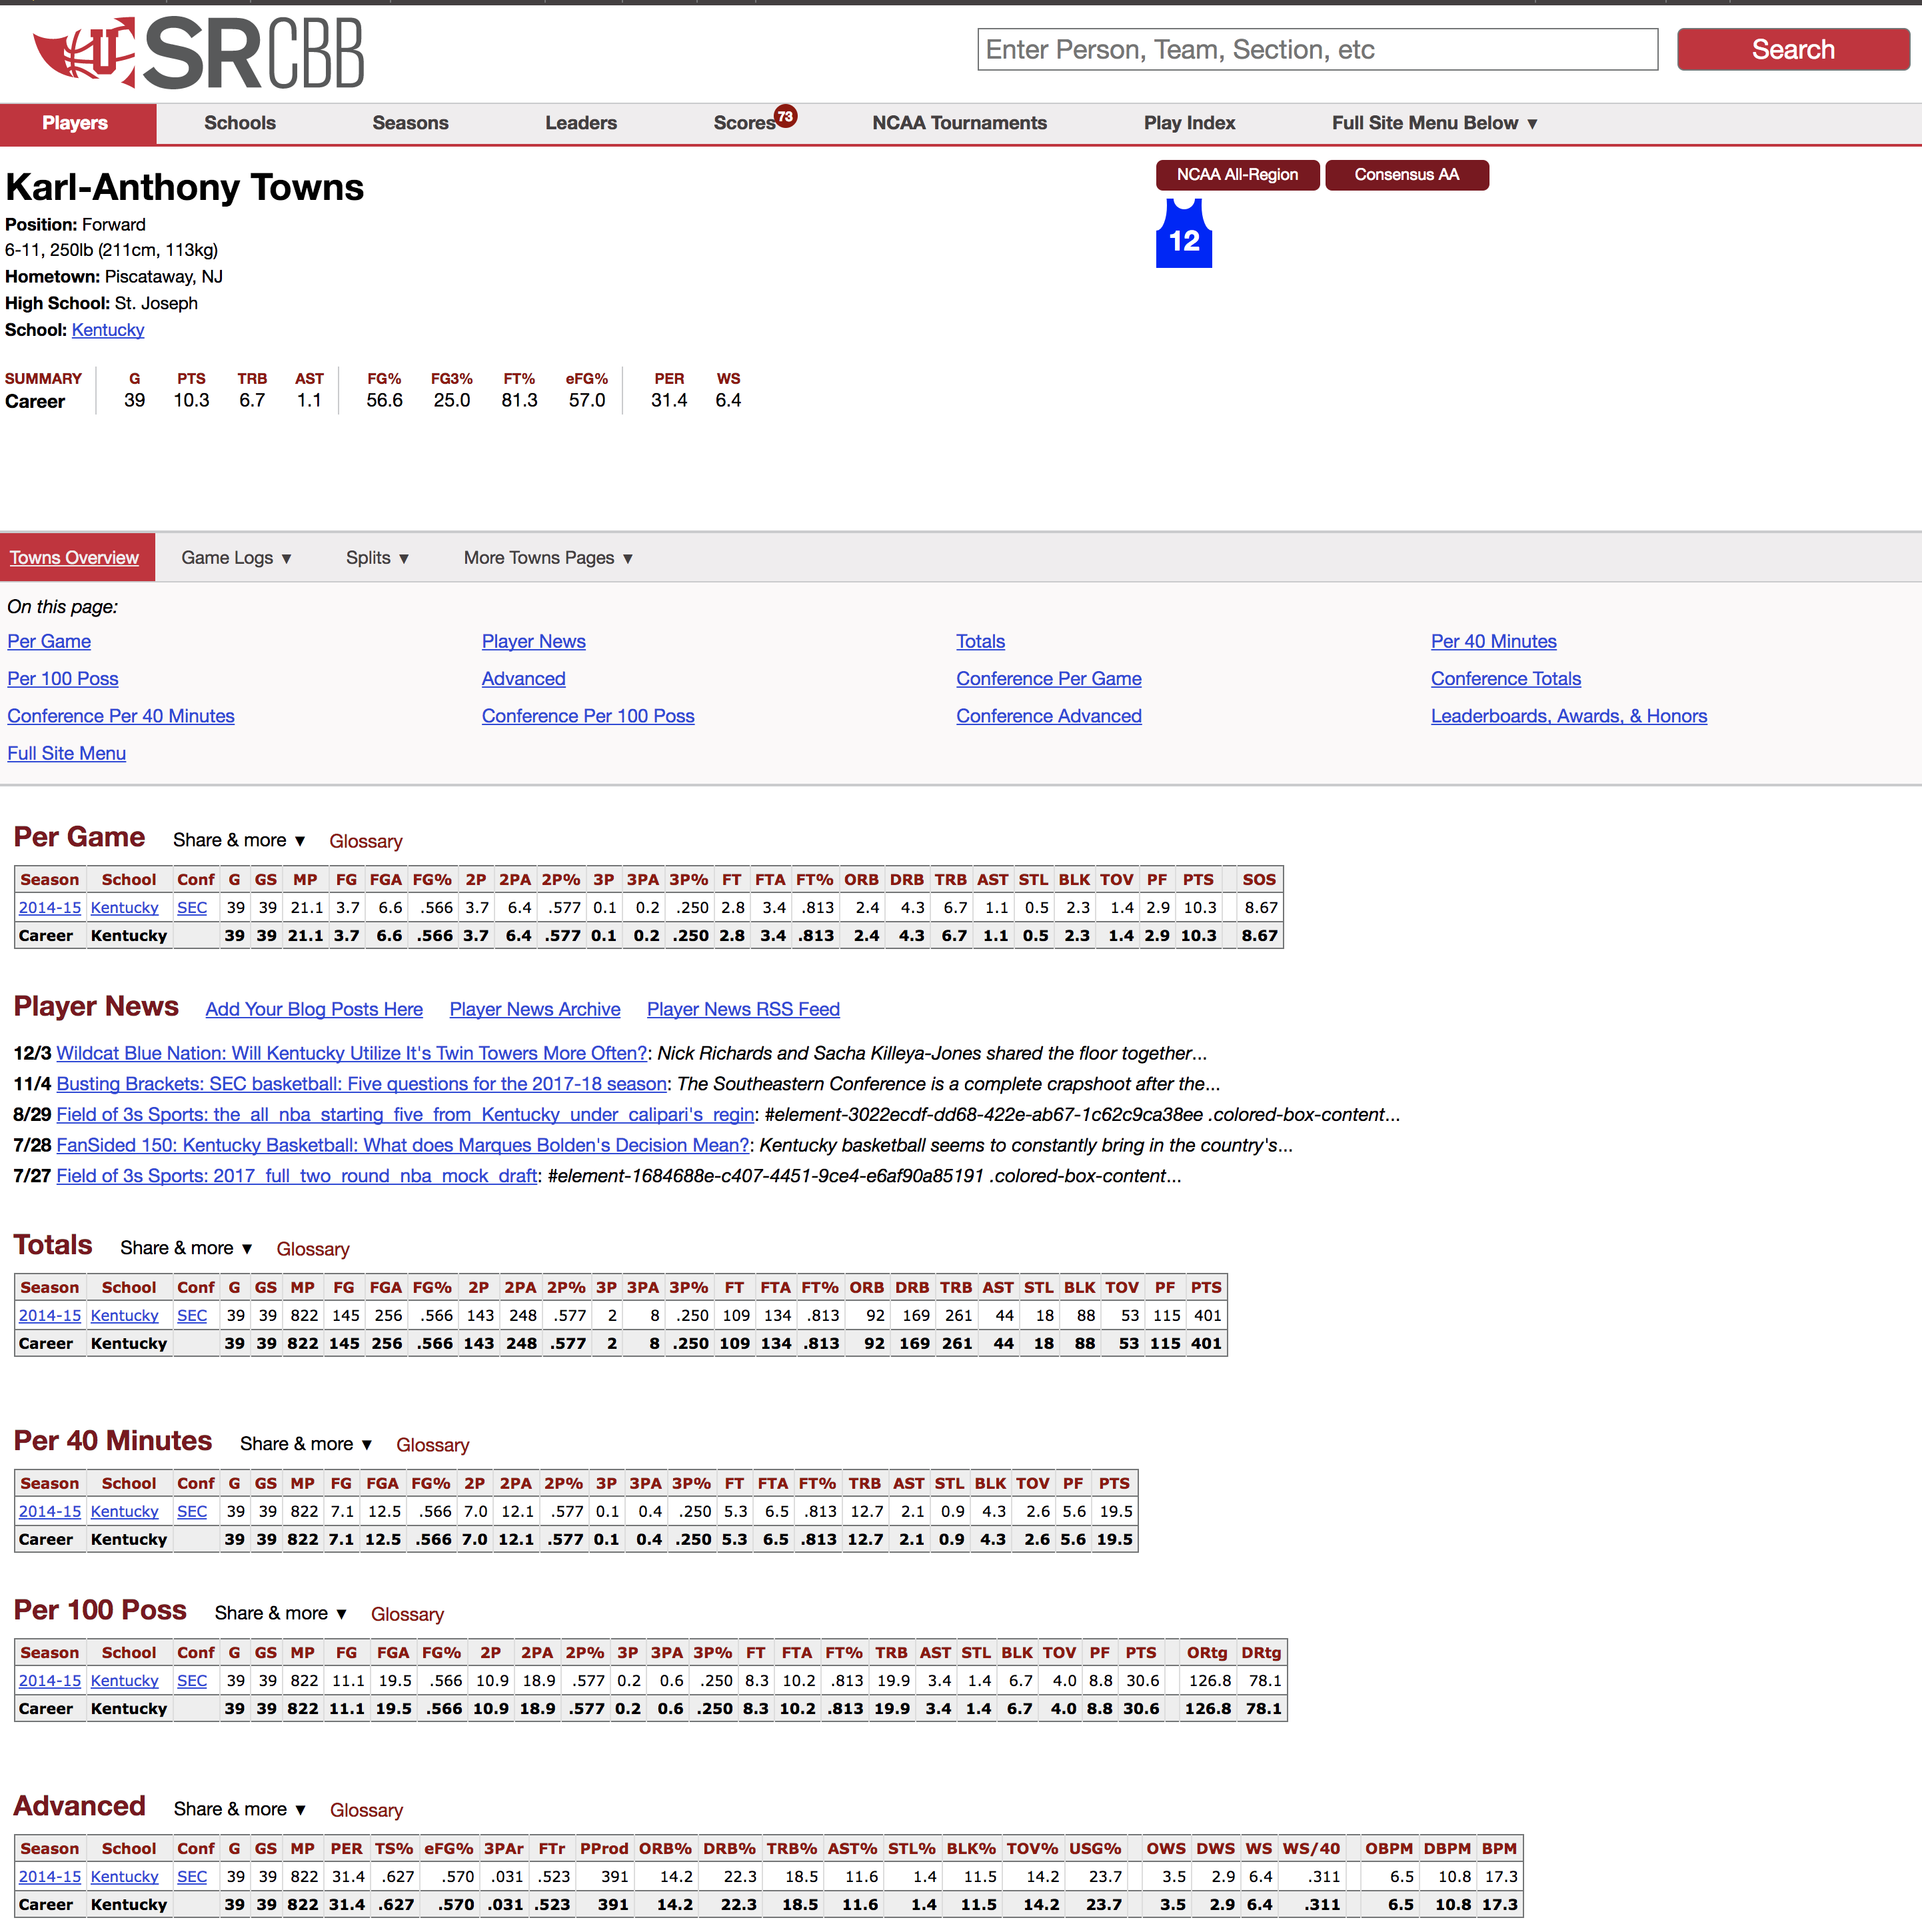 U SRCBB
Enter Person, Team, Section, etc Search
Players Schools Seasons Leaders Scores 73 NCAA Tournaments Play Index Full Site Menu Below ▼
Karl-Anthony Towns
NCAA All-Region Consensus AA
12
Position: Forward
6-11, 250lb (211cm, 113kg)
Hometown: Piscataway, NJ
High School: St. Joseph
School: Kentucky
SUMMARY G PTS TRB AST FG% FG3% FT% eFG% PER WS
Career 39 10.3 6.7 1.1 56.6 25.0 81.3 57.0 31.4 6.4
Towns Overview Game Logs ▼ Splits ▼ More Towns Pages ▼
On this page:
Per Game Player News Totals Per 40 Minutes
Per 100 Poss Advanced Conference Per Game Conference Totals
Conference Per 40 Minutes Conference Per 100 Poss Conference Advanced Leaderboards, Awards, & Honors
Full Site Menu
Per Game Share & more ▼ Glossary
Season School Conf G GS MP FG FGA FG% 2P 2PA 2P% 3P 3PA 3P% FT FTA FT% ORB DRB TRB AST STL BLK TOV PF PTS SOS
2014-15 Kentucky SEC 39 39 21.1 3.7 6.6 .566 3.7 6.4 .577 0.1 0.2 .250 2.8 3.4 .813 2.4 4.3 6.7 1.1 0.5 2.3 1.4 2.9 10.3 8.67
Career Kentucky 39 39 21.1 3.7 6.6 .566 3.7 6.4 .577 0.1 0.2 .250 2.8 3.4 .813 2.4 4.3 6.7 1.1 0.5 2.3 1.4 2.9 10.3 8.67
Player News Add Your Blog Posts Here Player News Archive Player News RSS Feed
12/3 Wildcat Blue Nation: Will Kentucky Utilize It's Twin Towers More Often?: Nick Richards and Sacha Killeya-Jones shared the floor together...
11/4 Busting Brackets: SEC basketball: Five questions for the 2017-18 season: The Southeastern Conference is a complete crapshoot after the...
8/29 Field of 3s Sports: the_all_nba_starting_five_from_Kentucky_under_calipari's_regin: #element-3022ecdf-dd68-422e-ab67-1c62c9ca38ee .colored-box-content...
7/28 FanSided 150: Kentucky Basketball: What does Marques Bolden's Decision Mean?: Kentucky basketball seems to constantly bring in the country's...
7/27 Field of 3s Sports: 2017_full_two_round_nba_mock_draft: #element-1684688e-c407-4451-9ce4-e6af90a85191 .colored-box-content...
Totals Share & more ▼ Glossary
Season School Conf G GS MP FG FGA FG% 2P 2PA 2P% 3P 3PA 3P% FT FTA FT% ORB DRB TRB AST STL BLK TOV PF PTS
2014-15 Kentucky SEC 39 39 822 145 256 .566 143 248 .577 2 8 .250 109 134 .813 92 169 261 44 18 88 53 115 401
Career Kentucky 39 39 822 145 256 .566 143 248 .577 2 8 .250 109 134 .813 92 169 261 44 18 88 53 115 401
Per 40 Minutes Share & more ▼ Glossary
Season School Conf G GS MP FG FGA FG% 2P 2PA 2P% 3P 3PA 3P% FT FTA FT% TRB AST STL BLK TOV PF PTS
2014-15 Kentucky SEC 39 39 822 7.1 12.5 .566 7.0 12.1 .577 0.1 0.4 .250 5.3 6.5 .813 12.7 2.1 0.9 4.3 2.6 5.6 19.5
Career Kentucky 39 39 822 7.1 12.5 .566 7.0 12.1 .577 0.1 0.4 .250 5.3 6.5 .813 12.7 2.1 0.9 4.3 2.6 5.6 19.5
Per 100 Poss Share & more ▼ Glossary
Season School Conf G GS MP FG FGA FG% 2P 2PA 2P% 3P 3PA 3P% FT FTA FT% TRB AST STL BLK TOV PF PTS ORtg DRtg
2014-15 Kentucky SEC 39 39 822 11.1 19.5 .566 10.9 18.9 .577 0.2 0.6 .250 8.3 10.2 .813 19.9 3.4 1.4 6.7 4.0 8.8 30.6 126.8 78.1
Career Kentucky 39 39 822 11.1 19.5 .566 10.9 18.9 .577 0.2 0.6 .250 8.3 10.2 .813 19.9 3.4 1.4 6.7 4.0 8.8 30.6 126.8 78.1
Advanced Share & more ▼ Glossary
Season School Conf G GS MP PER TS% eFG% 3PAr FTr PProd ORB% DRB% TRB% AST% STL% BLK% TOV% USG% OWS DWS WS WS/40 OBPM DBPM BPM
2014-15 Kentucky SEC 39 39 822 31.4 .627 .570 .031 .523 391 14.2 22.3 18.5 11.6 1.4 11.5 14.2 23.7 3.5 2.9 6.4 .311 6.5 10.8 17.3
Career Kentucky 39 39 822 31.4 .627 .570 .031 .523 391 14.2 22.3 18.5 11.6 1.4 11.5 14.2 23.7 3.5 2.9 6.4 .311 6.5 10.8 17.3